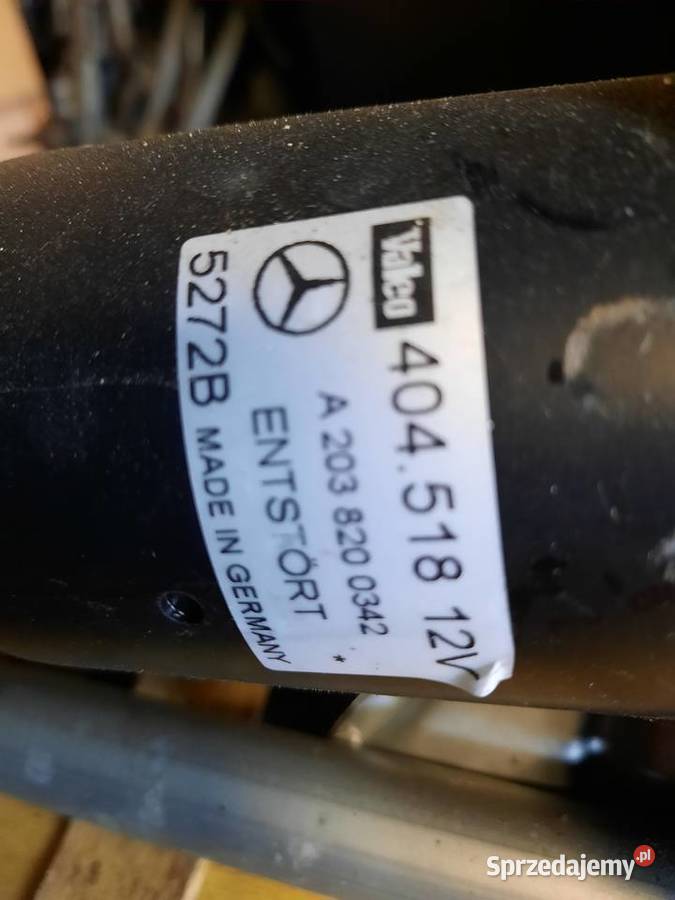 Valeo
404.518 12V
A 203 820 0342
ENTSTÖRT *
5272B MADE IN GERMANY
Sprzedajemy.pl